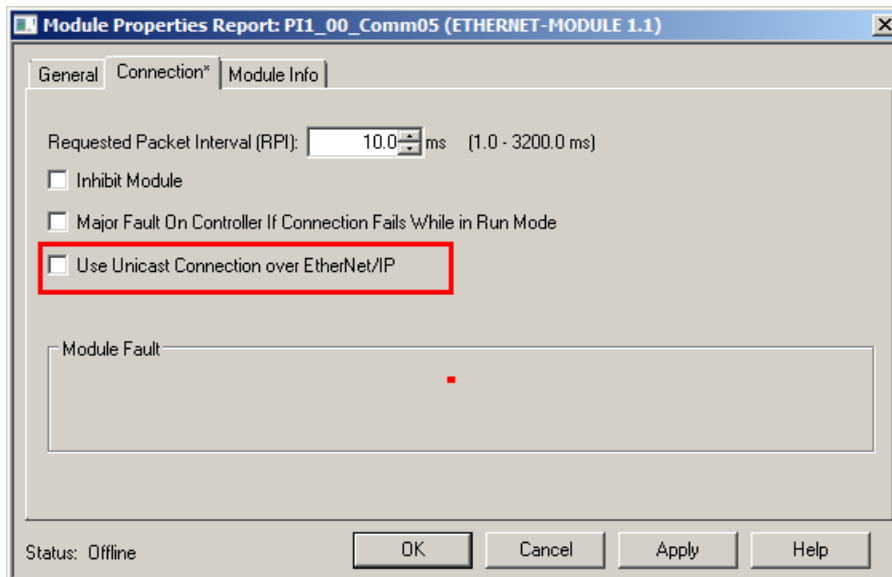 Module Properties Report: PI1_00_Comm05 (ETHERNET-MODULE 1.1)
General Connection* Module Info
Requested Packet Interval (RPI): 10.0 ms (1.0 - 3200.0 ms)
Inhibit Module
Major Fault On Controller If Connection Fails While in Run Mode
Use Unicast Connection over EtherNet/IP
Module Fault
Status: Offline OK Cancel Apply Help